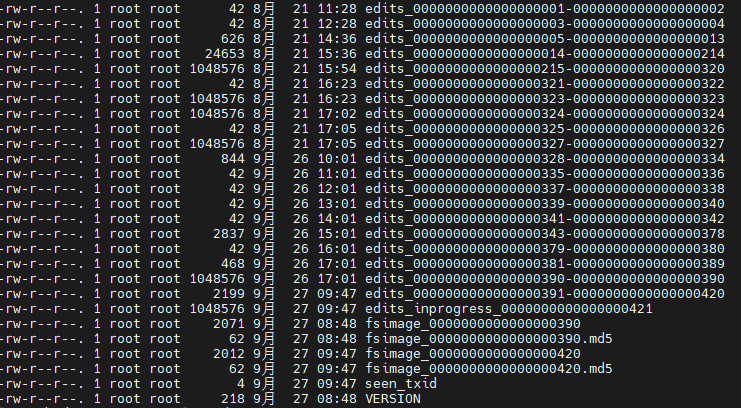 -rw-r--r--. 1 root root      42 8月  21 11:28 edits_0000000000000000001-0000000000000000002
-rw-r--r--. 1 root root      42 8月  21 12:28 edits_0000000000000000003-0000000000000000004
-rw-r--r--. 1 root root     626 8月  21 14:36 edits_0000000000000000005-0000000000000000013
-rw-r--r--. 1 root root   24653 8月  21 15:36 edits_0000000000000000014-0000000000000000214
-rw-r--r--. 1 root root 1048576 8月  21 15:54 edits_0000000000000000215-0000000000000000320
-rw-r--r--. 1 root root      42 8月  21 16:23 edits_0000000000000000321-0000000000000000322
-rw-r--r--. 1 root root 1048576 8月  21 16:23 edits_0000000000000000323-0000000000000000323
-rw-r--r--. 1 root root 1048576 8月  21 17:02 edits_0000000000000000324-0000000000000000324
-rw-r--r--. 1 root root      42 8月  21 17:05 edits_0000000000000000325-0000000000000000326
-rw-r--r--. 1 root root 1048576 8月  21 17:05 edits_0000000000000000327-0000000000000000327
-rw-r--r--. 1 root root     844 9月  26 10:01 edits_0000000000000000328-0000000000000000334
-rw-r--r--. 1 root root      42 9月  26 11:01 edits_0000000000000000335-0000000000000000336
-rw-r--r--. 1 root root      42 9月  26 12:01 edits_0000000000000000337-0000000000000000338
-rw-r--r--. 1 root root      42 9月  26 13:01 edits_0000000000000000339-0000000000000000340
-rw-r--r--. 1 root root      42 9月  26 14:01 edits_0000000000000000341-0000000000000000342
-rw-r--r--. 1 root root    2837 9月  26 15:01 edits_0000000000000000343-0000000000000000378
-rw-r--r--. 1 root root      42 9月  26 16:01 edits_0000000000000000379-0000000000000000380
-rw-r--r--. 1 root root     468 9月  26 17:01 edits_0000000000000000381-0000000000000000389
-rw-r--r--. 1 root root 1048576 9月  26 17:01 edits_0000000000000000390-0000000000000000390
-rw-r--r--. 1 root root    2199 9月  27 09:47 edits_0000000000000000391-0000000000000000420
-rw-r--r--. 1 root root 1048576 9月  27 09:47 edits_inprogress_0000000000000000421
-rw-r--r--. 1 root root    2071 9月  27 08:48 fsimage_0000000000000000390
-rw-r--r--. 1 root root      62 9月  27 08:48 fsimage_0000000000000000390.md5
-rw-r--r--. 1 root root    2012 9月  27 09:47 fsimage_0000000000000000420
-rw-r--r--. 1 root root      62 9月  27 09:47 fsimage_0000000000000000420.md5
-rw-r--r--. 1 root root       4 9月  27 09:47 seen_txid
-rw-r--r--. 1 root root     218 9月  27 08:48 VERSION